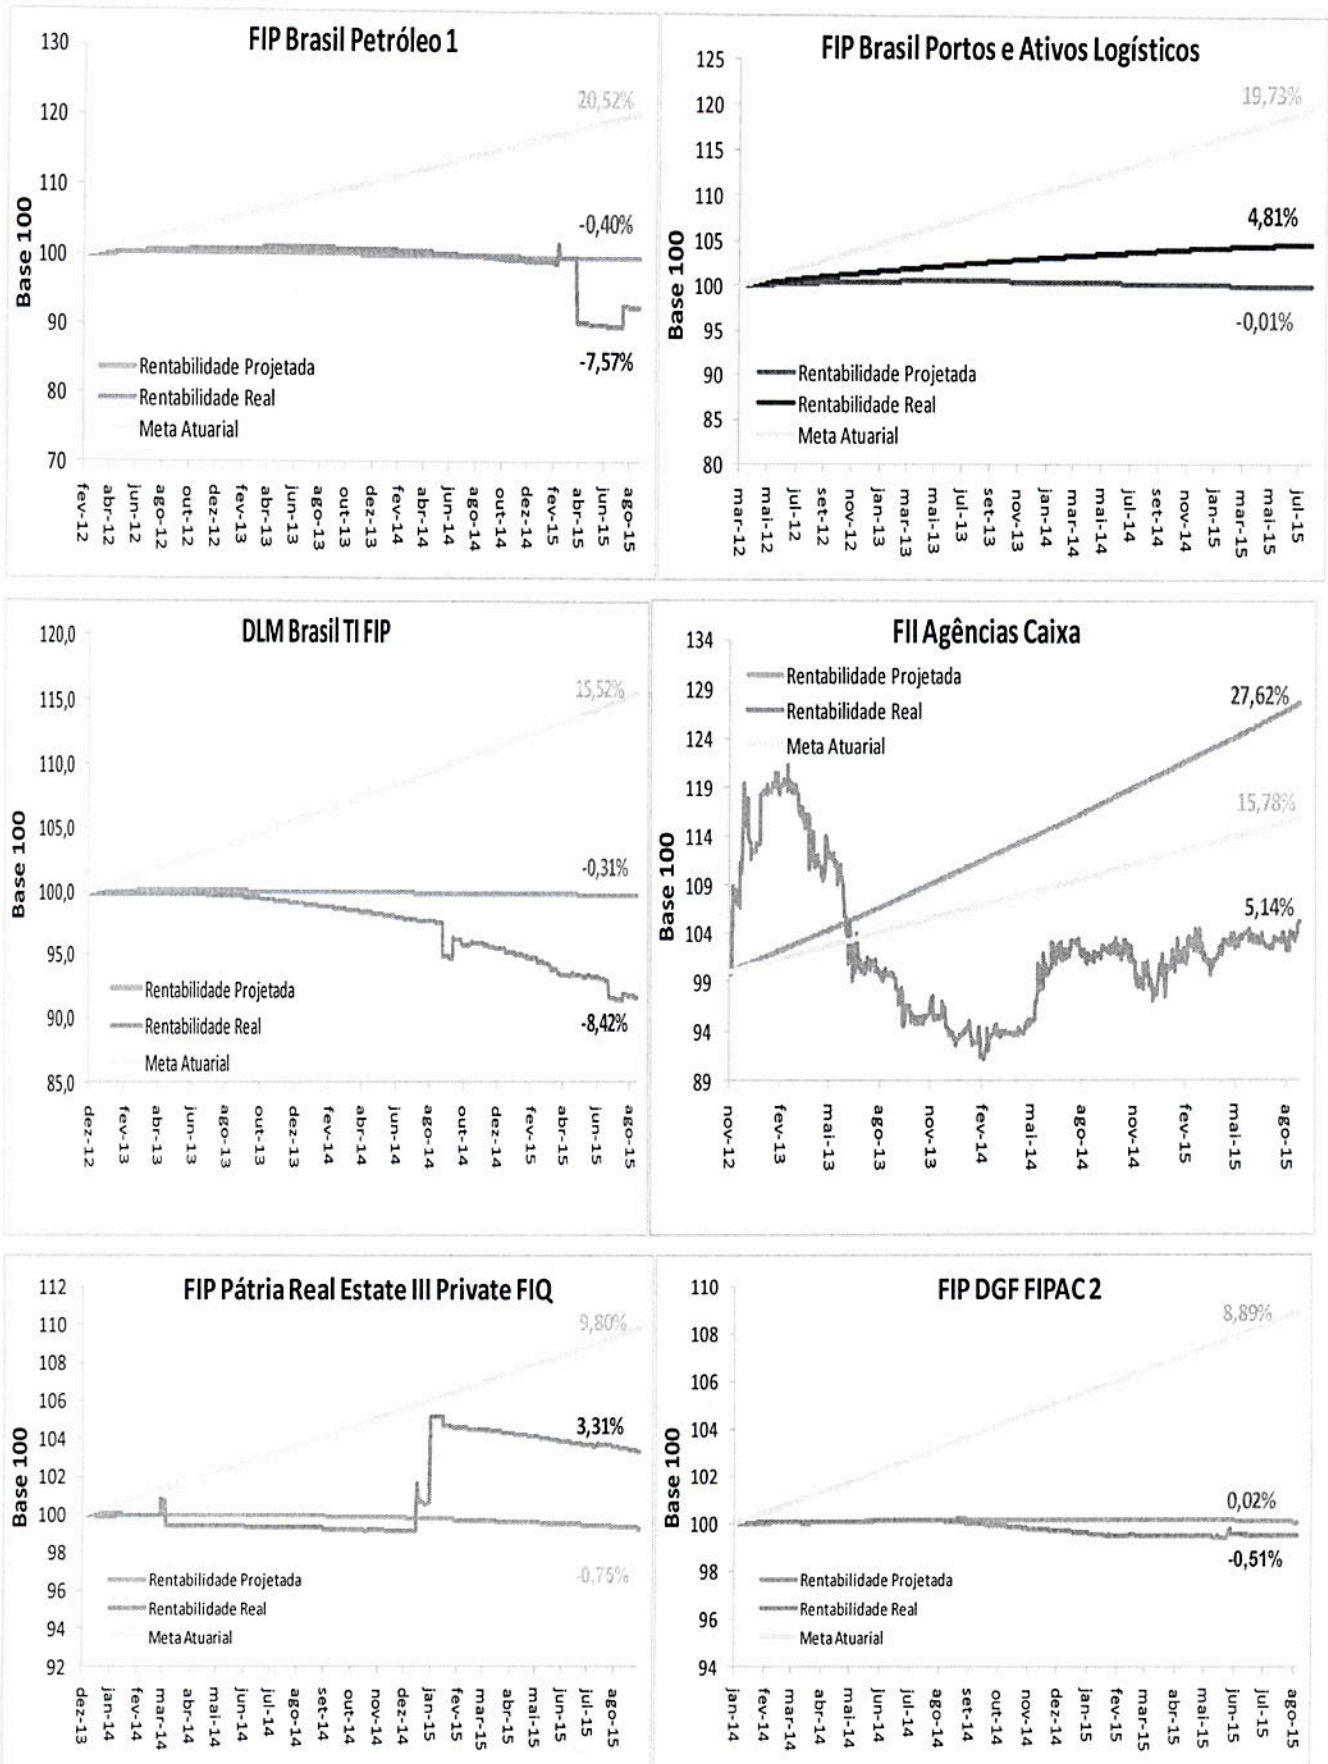 FIP Brasil Petróleo 1
130
120
110
100
90
80
70
Base 100
20,52%
-0,40%
-7,57%
Rentabilidade Projetada
Rentabilidade Real
Meta Atuarial
fev-12
abr-12
jun-12
ago-12
out-12
dez-12
fev-13
abr-13
jun-13
ago-13
out-13
dez-13
fev-14
abr-14
jun-14
ago-14
out-14
dez-14
fev-15
abr-15
jun-15
ago-15
FIP Brasil Portos e Ativos Logísticos
125
120
115
110
105
100
95
90
85
80
Base 100
19,73%
4,81%
-0,01%
Rentabilidade Projetada
Rentabilidade Real
Meta Atuarial
mar-12
mai-12
jul-12
set-12
nov-12
jan-13
mar-13
mai-13
jul-13
set-13
nov-13
jan-14
mar-14
mai-14
jul-14
set-14
nov-14
jan-15
mar-15
mai-15
jul-15
DLM Brasil TI FIP
120,0
115,0
110,0
105,0
100,0
95,0
90,0
85,0
Base 100
15,52%
-0,31%
-8,42%
Rentabilidade Projetada
Rentabilidade Real
Meta Atuarial
dez-12
fev-13
abr-13
jun-13
ago-13
out-13
dez-13
fev-14
abr-14
jun-14
ago-14
out-14
dez-14
fev-15
abr-15
jun-15
ago-15
FII Agências Caixa
134
129
124
119
114
109
104
99
94
89
Base 100
Rentabilidade Projetada
Rentabilidade Real
Meta Atuarial
27,62%
15,78%
5,14%
nov-12
fev-13
mai-13
ago-13
nov-13
fev-14
mai-14
ago-14
nov-14
fev-15
mai-15
ago-15
FIP Pátria Real Estate III Private FIQ
112
110
108
106
104
102
100
98
96
94
92
Base 100
9,80%
3,31%
-0,75%
Rentabilidade Projetada
Rentabilidade Real
Meta Atuarial
dez-13
jan-14
fev-14
mar-14
abr-14
mai-14
jun-14
jul-14
ago-14
set-14
out-14
nov-14
dez-14
jan-15
fev-15
mar-15
abr-15
mai-15
jun-15
jul-15
ago-15
FIP DGF FIPAC 2
110
108
106
104
102
100
98
96
94
Base 100
8,89%
0,02%
-0,51%
Rentabilidade Projetada
Rentabilidade Real
Meta Atuarial
jan-14
fev-14
mar-14
abr-14
mai-14
jun-14
jul-14
ago-14
set-14
out-14
nov-14
dez-14
jan-15
fev-15
mar-15
abr-15
mai-15
jun-15
jul-15
ago-15